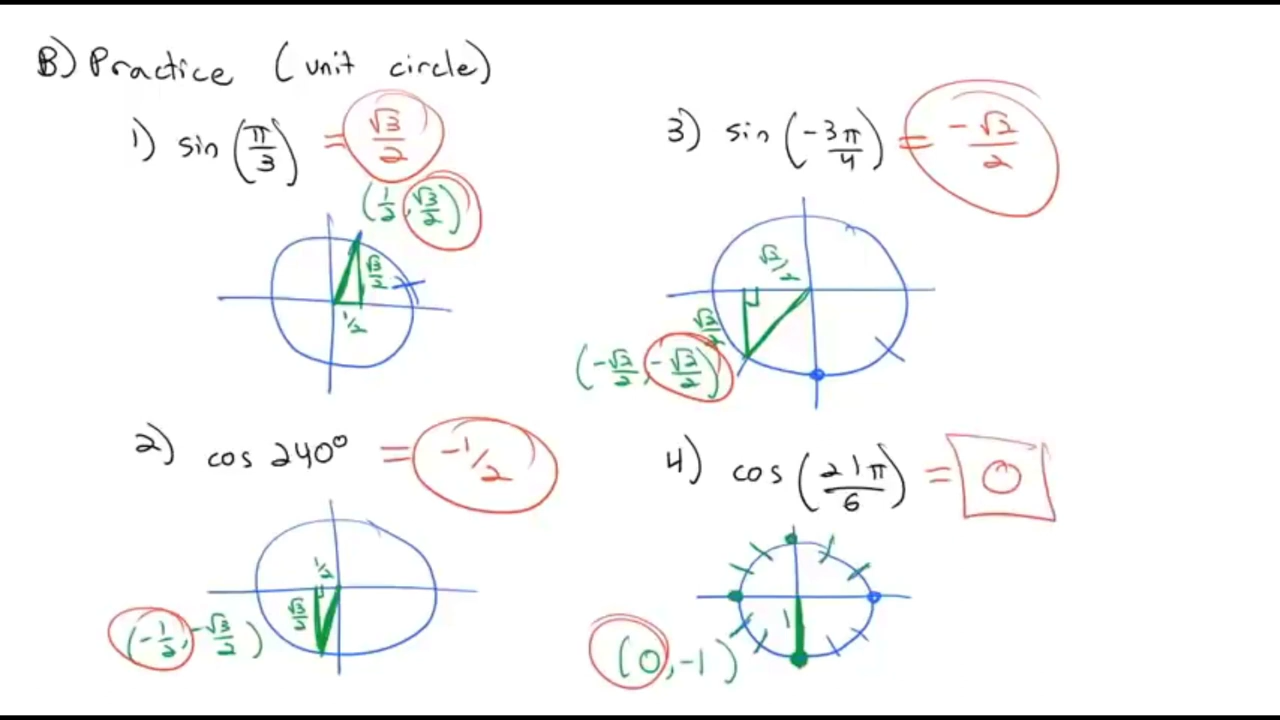 B) Practice (unit circle)
1) sin(π/3) = √3/2
(1/2, √3/2)
√3/2
1/2
2) cos 240° = -1/2
1/2
√3/2
(-1/2, -√3/2)
3) sin(-3π/4) = -√2/2
√2/2
√2/2
(-√2/2, -√2/2)
4) cos(21π/6) = 0
1
(0, -1)